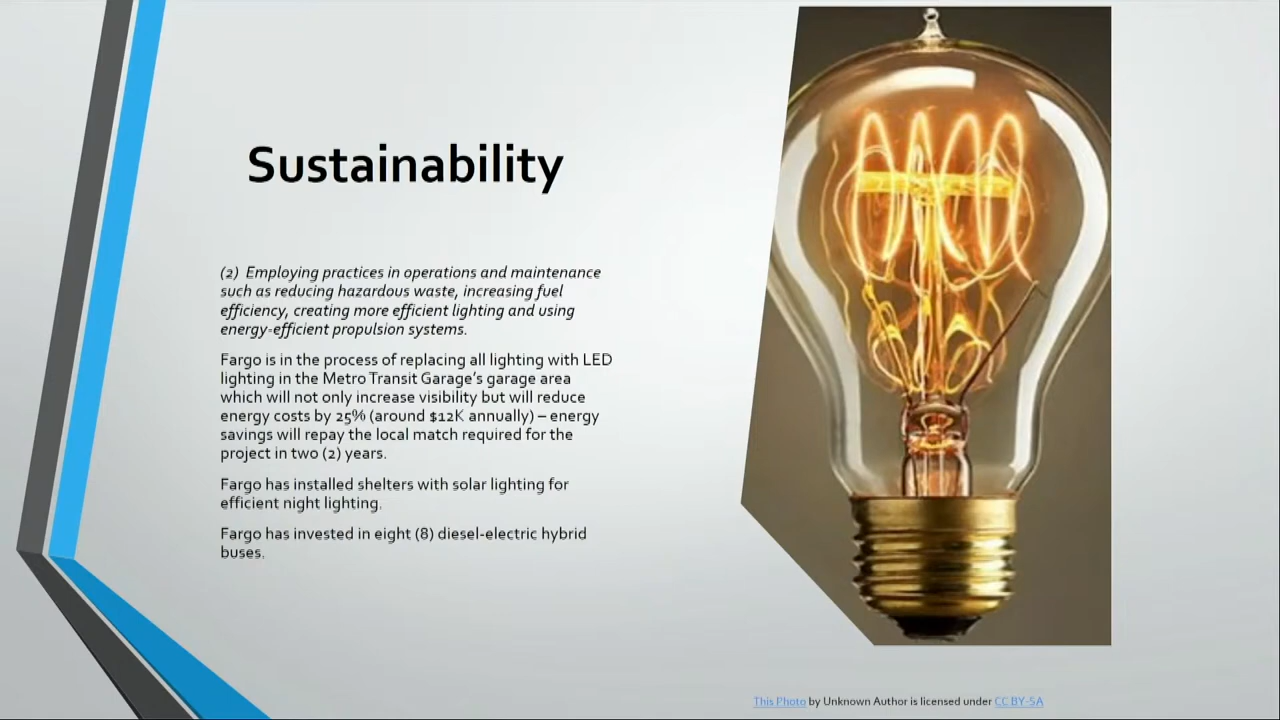 Sustainability
(2) Employing practices in operations and maintenance
such as reducing hazardous waste, increasing fuel
efficiency, creating more efficient lighting and using
energy-efficient propulsion systems.
Fargo is in the process of replacing all lighting with LED
lighting in the Metro Transit Garage's garage area
which will not only increase visibility but will reduce
energy costs by 25% (around $12K annually) – energy
savings will repay the local match required for the
project in two (2) years.
Fargo has installed shelters with solar lighting for
efficient night lighting.
Fargo has invested in eight (8) diesel-electric hybrid
buses.
This Photo by Unknown Author is licensed under CC BY-SA